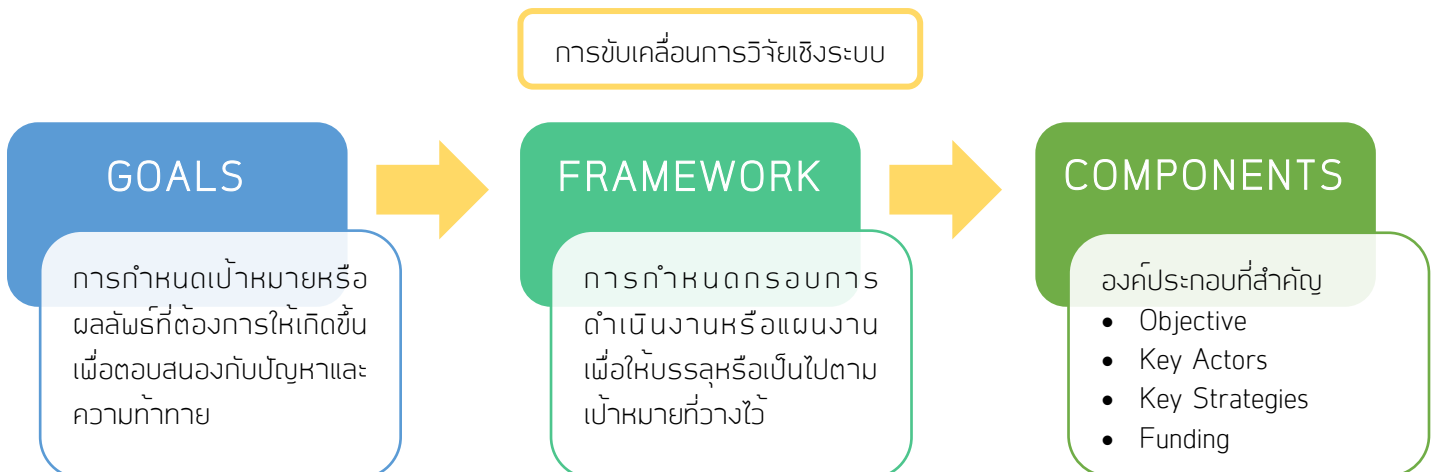 การขับเคลื่อนการวิจัยเชิงระบบ
GOALS
การกำหนดเป้าหมายหรือ
ผลลัพธ์ที่ต้องการให้เกิดขึ้น
เพื่อตอบสนองกับปัญหาและ
ความท้าทาย
FRAMEWORK
การกำหนดกรอบการ
ดำเนินงานหรือแผนงาน
เพื่อให้บรรลุหรือเป็นไปตาม
เป้าหมายที่วางไว้
COMPONENTS
องค์ประกอบที่สำคัญ
• Objective
• Key Actors
• Key Strategies
• Funding